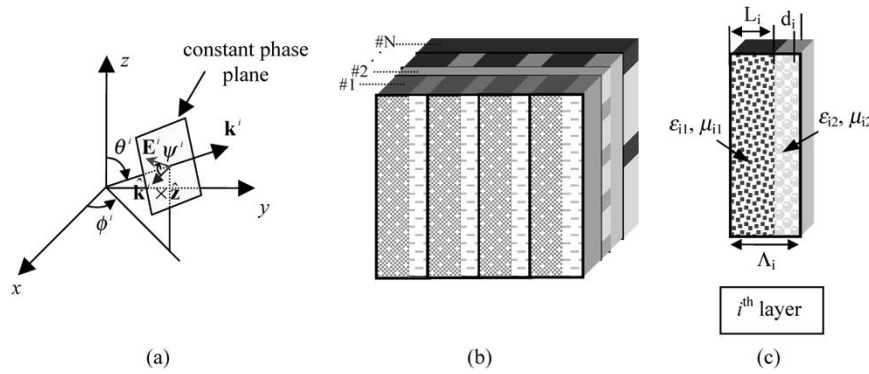 constant phase
plane
z
θ^i
E^i
ψ^i
k^i
k̂ × ẑ
y
ϕ^i
x
(a)
#N
#2
#1
(b)
L_i
d_i
ε_i1, μ_i1
ε_i2, μ_i2
Λ_i
i^th layer
(c)